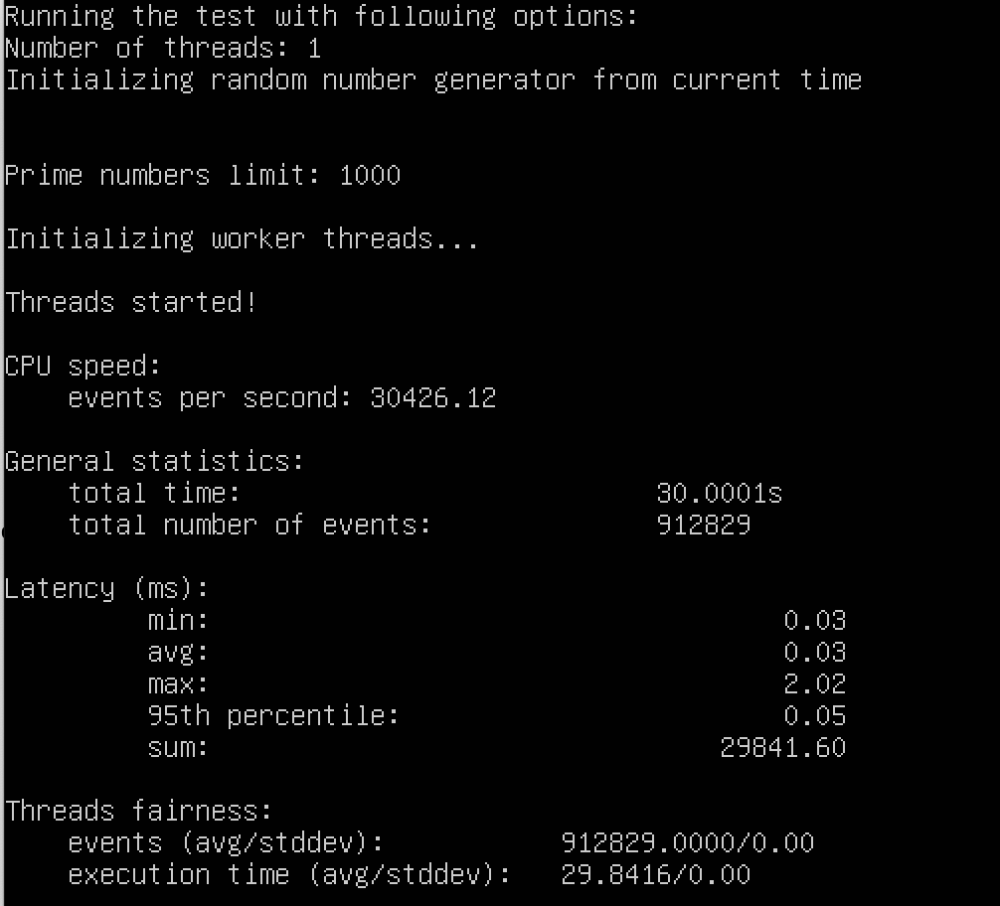 Running the test with following options:
Number of threads: 1
Initializing random number generator from current time
Prime numbers limit: 1000
Initializing worker threads...
Threads started!
CPU speed:
events per second: 30426.12
General statistics:
total time: 30.0001s
total number of events: 912829
Latency (ms):
min: 0.03
avg: 0.03
max: 2.02
95th percentile: 0.05
sum: 29841.60
Threads fairness:
events (avg/stddev): 912829.0000/0.00
execution time (avg/stddev): 29.8416/0.00